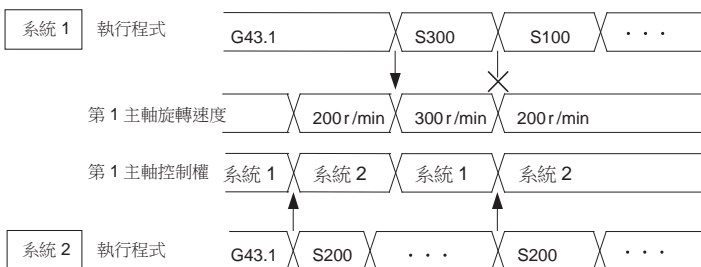 系統 1 執行程式 G43.1 S300 S100 ・・・
第 1 主軸旋轉速度 200 r/min 300 r/min 200 r/min
第 1 主軸控制權 系統 1 系統 2 系統 1 系統 2
系統 2 執行程式 G43.1 S200 ・・・ S200 ・・・